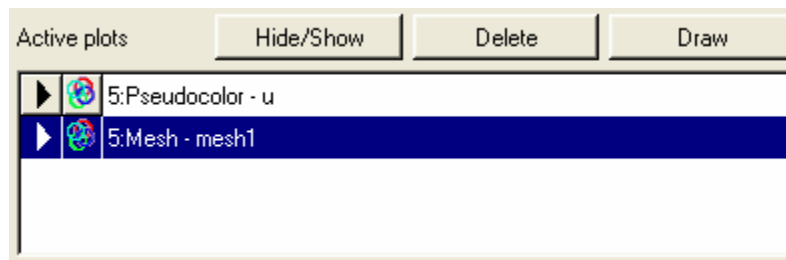 Active plots Hide/Show Delete Draw
5:Pseudocolor - u
5:Mesh - mesh1